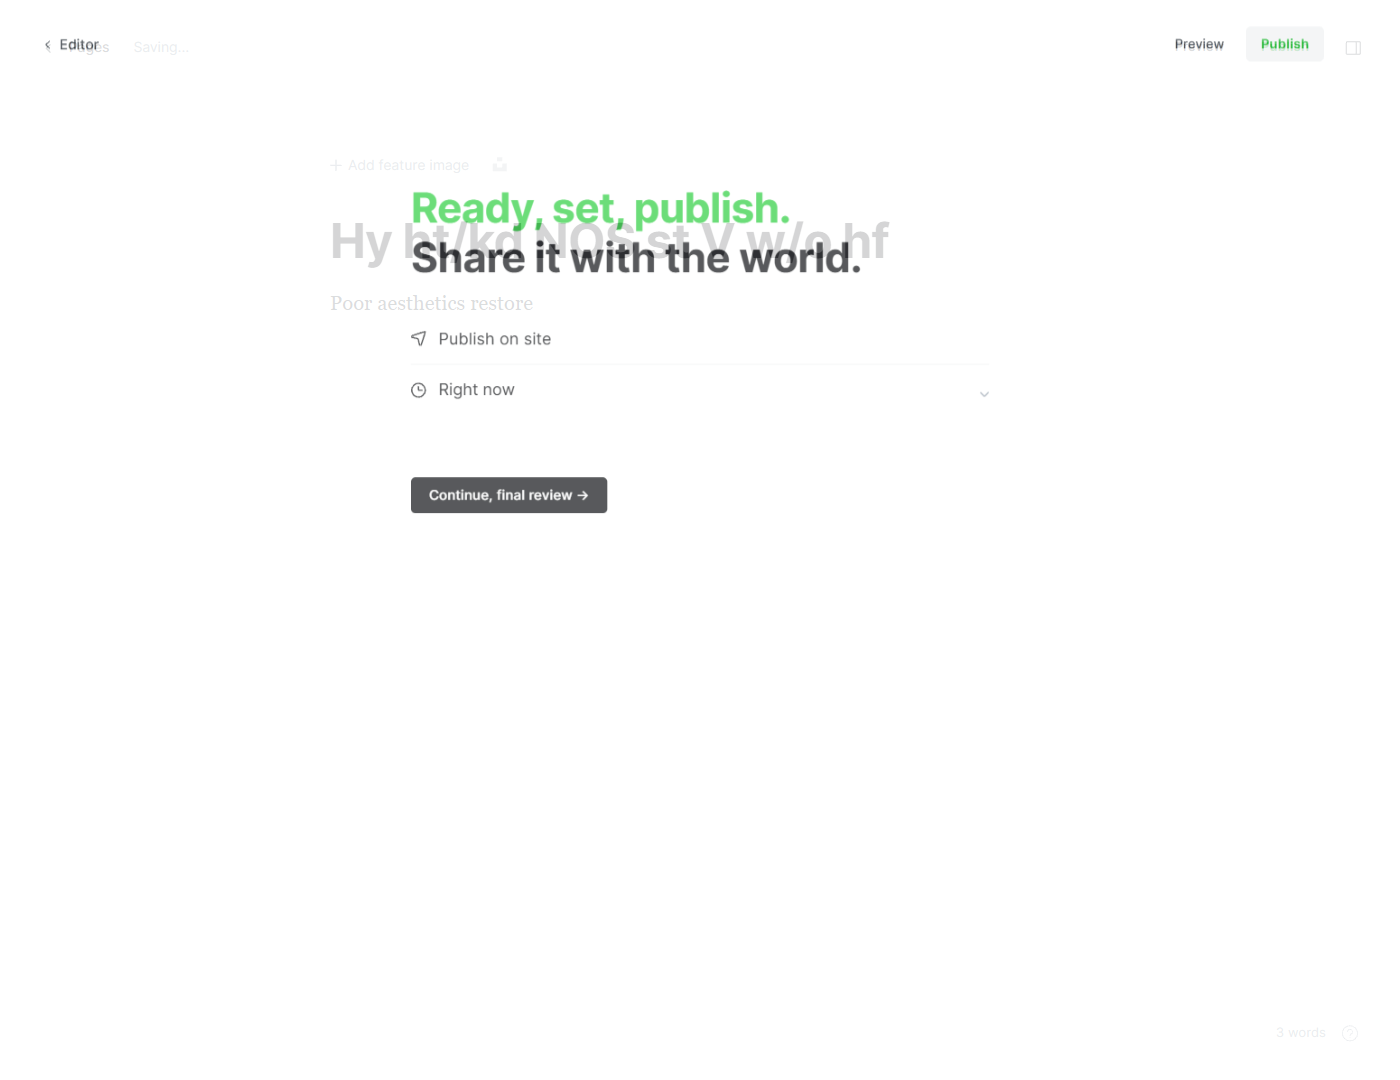 Editor
Pages
Saving...
Preview
Publish
Add feature image
Ready, set, publish.
Hy ht/kd NOS st V w/o hf
Share it with the world.
Poor aesthetics restore
Publish on site
Right now
Continue, final review →
3 words